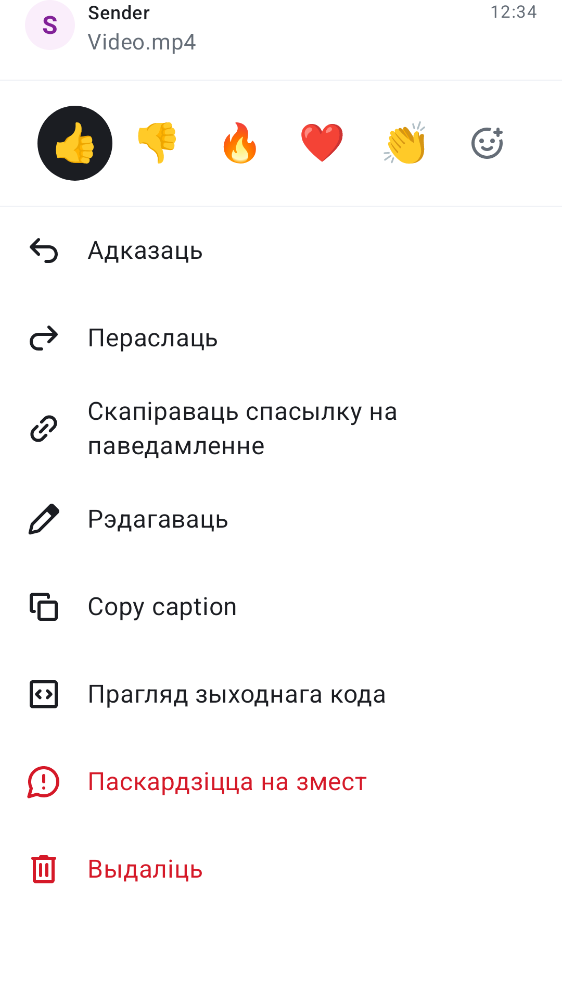 S
Sender
12:34
Video.mp4
Адказаць
Пераслаць
Скапіраваць спасылку на
паведамленне
Рэдагаваць
Copy caption
Прагляд зыходнага кода
Паскардзіцца на змест
Выдаліць